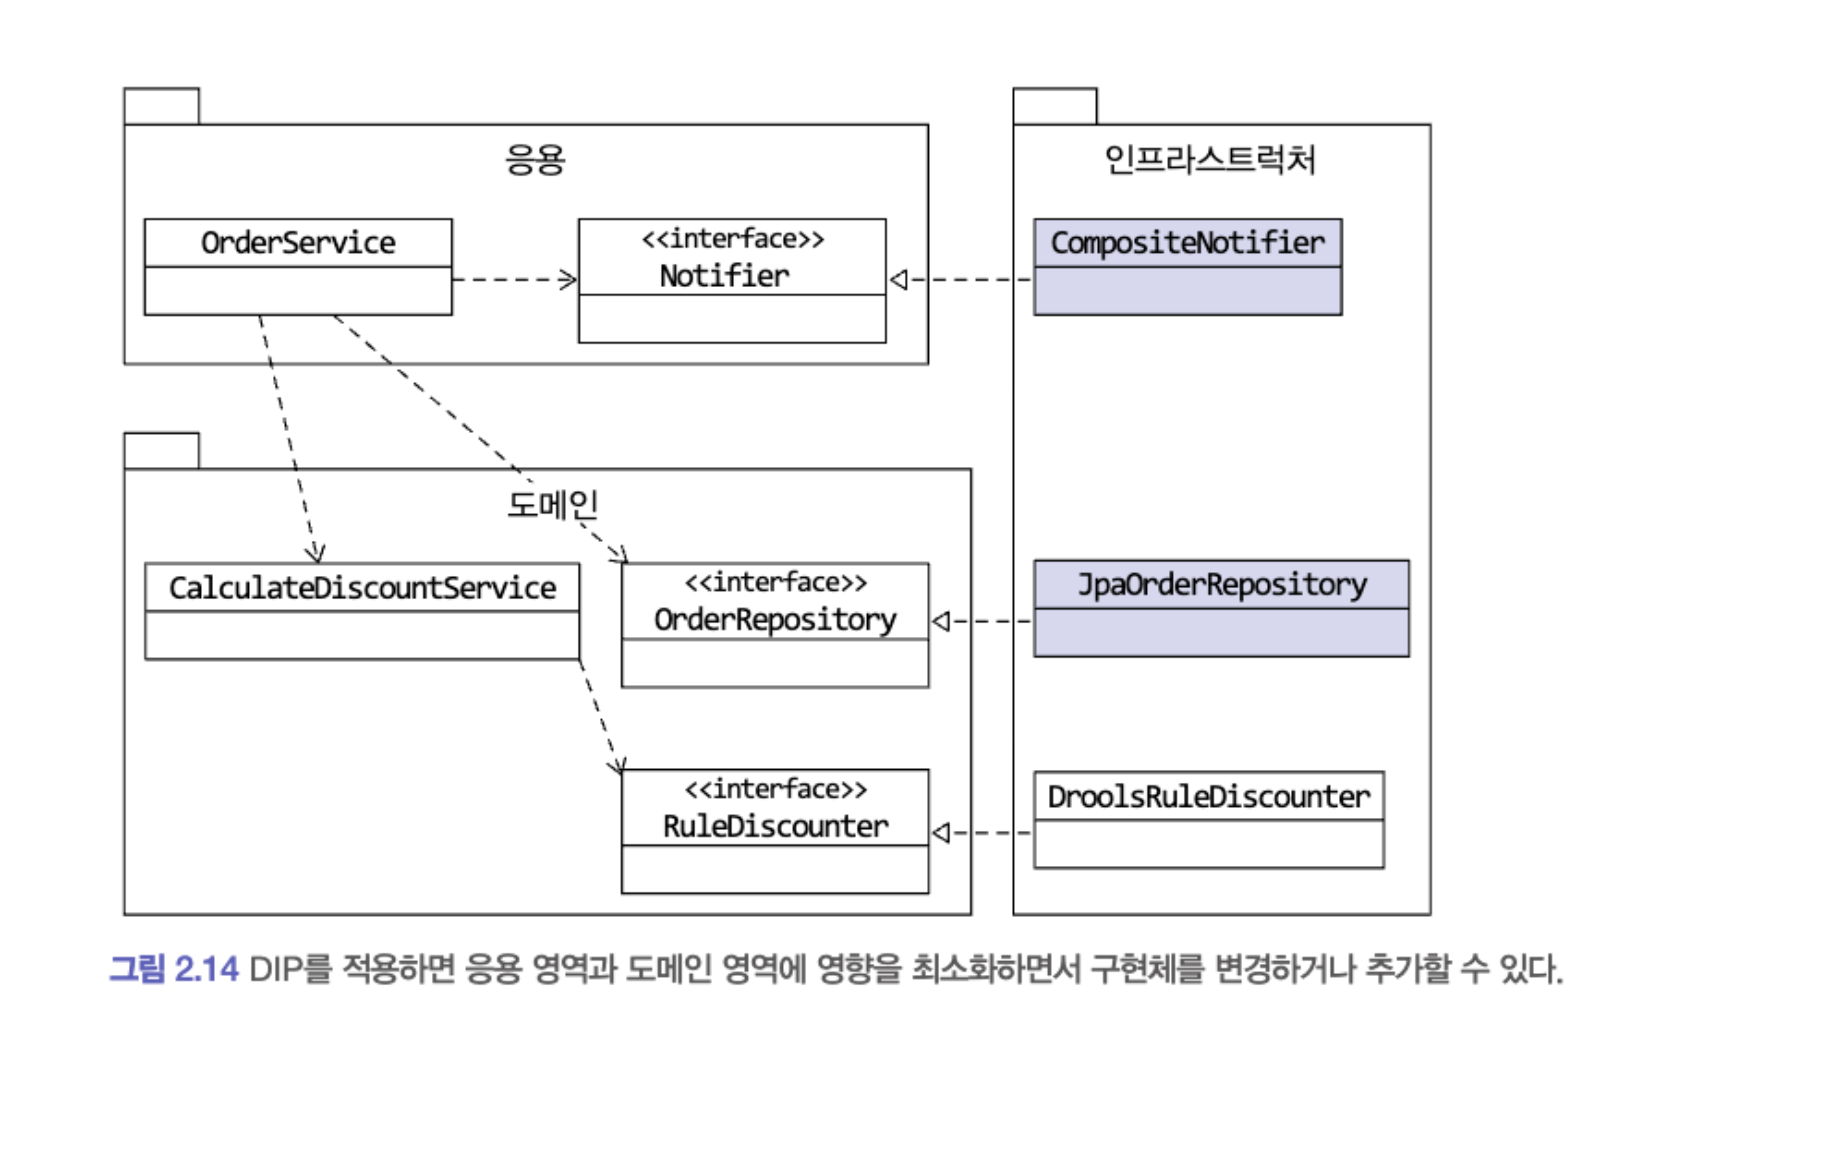 응용
인프라스트럭처
OrderService
<<interface>>
Notifier
CompositeNotifier
도메인
CalculateDiscountService
<<interface>>
OrderRepository
JpaOrderRepository
<<interface>>
RuleDiscounter
DroolsRuleDiscounter
그림 2.14 DIP를 적용하면 응용 영역과 도메인 영역에 영향을 최소화하면서 구현체를 변경하거나 추가할 수 있다.